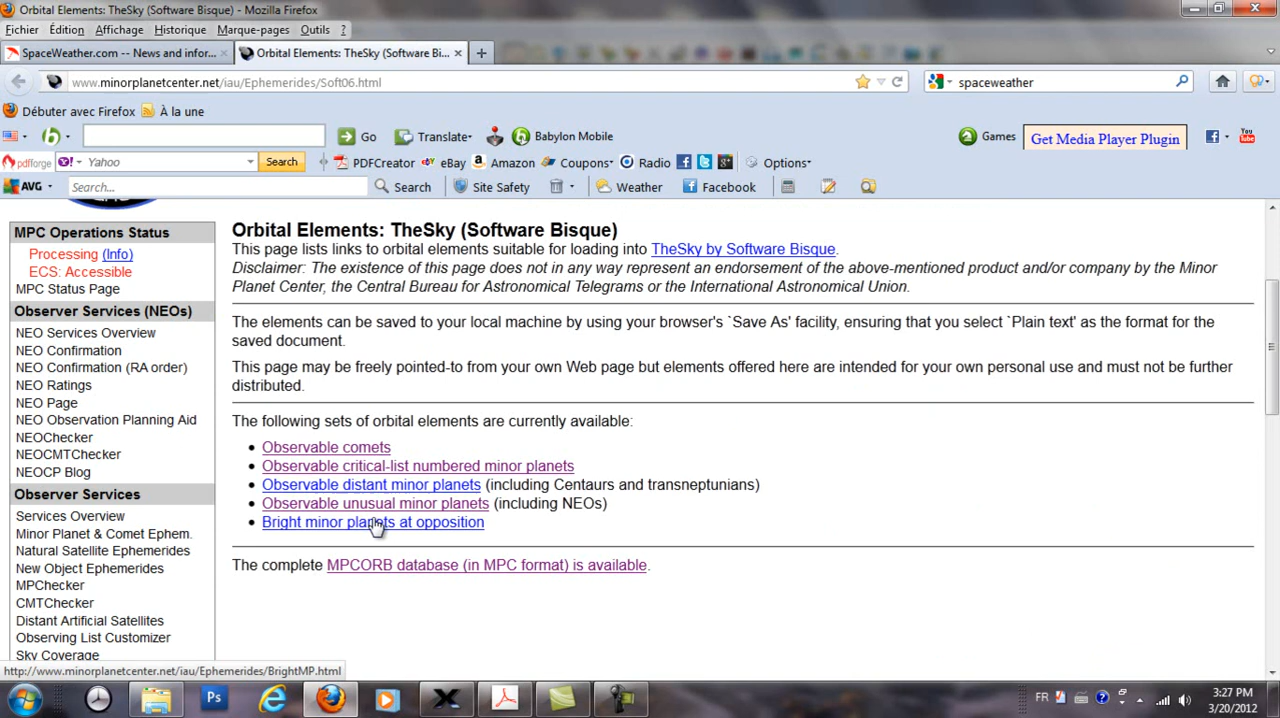 Orbital Elements: TheSky (Software Bisque) - Mozilla Firefox
Fichier Édition Affichage Historique Marque-pages Outils ?
SpaceWeather.com -- News and infor... × Orbital Elements: TheSky (Software Bi... × +
www.minorplanetcenter.net/iau/Ephemerides/Soft06.html spaceweather
Débuter avec Firefox À la une
Go Translate Babylon Mobile Games Get Media Player Plugin
pdfforge Y! Yahoo Search PDFCreator eBay Amazon Coupons Radio Options
AVG Search... Search Site Safety Weather Facebook
MPC Operations Status
Processing (Info)
ECS: Accessible
MPC Status Page
Observer Services (NEOs)
NEO Services Overview
NEO Confirmation
NEO Confirmation (RA order)
NEO Ratings
NEO Page
NEO Observation Planning Aid
NEOChecker
NEOCMTChecker
NEOCP Blog
Observer Services
Services Overview
Minor Planet & Comet Ephem.
Natural Satellite Ephemerides
New Object Ephemerides
MPChecker
CMTChecker
Distant Artificial Satellites
Observing List Customizer
Sky Coverage
Orbital Elements: TheSky (Software Bisque)
This page lists links to orbital elements suitable for loading into TheSky by Software Bisque.
Disclaimer: The existence of this page does not in any way represent an endorsement of the above-mentioned product and/or company by the Minor
Planet Center, the Central Bureau for Astronomical Telegrams or the International Astronomical Union.
The elements can be saved to your local machine by using your browser's `Save As' facility, ensuring that you select `Plain text' as the format for the
saved document.
This page may be freely pointed-to from your own Web page but elements offered here are intended for your own personal use and must not be further
distributed.
The following sets of orbital elements are currently available:
• Observable comets
• Observable critical-list numbered minor planets
• Observable distant minor planets (including Centaurs and transneptunians)
• Observable unusual minor planets (including NEOs)
• Bright minor planets at opposition
The complete MPCORB database (in MPC format) is available.
http://www.minorplanetcenter.net/iau/Ephemerides/BrightMP.html
Ps FR 3:27 PM
3/20/2012